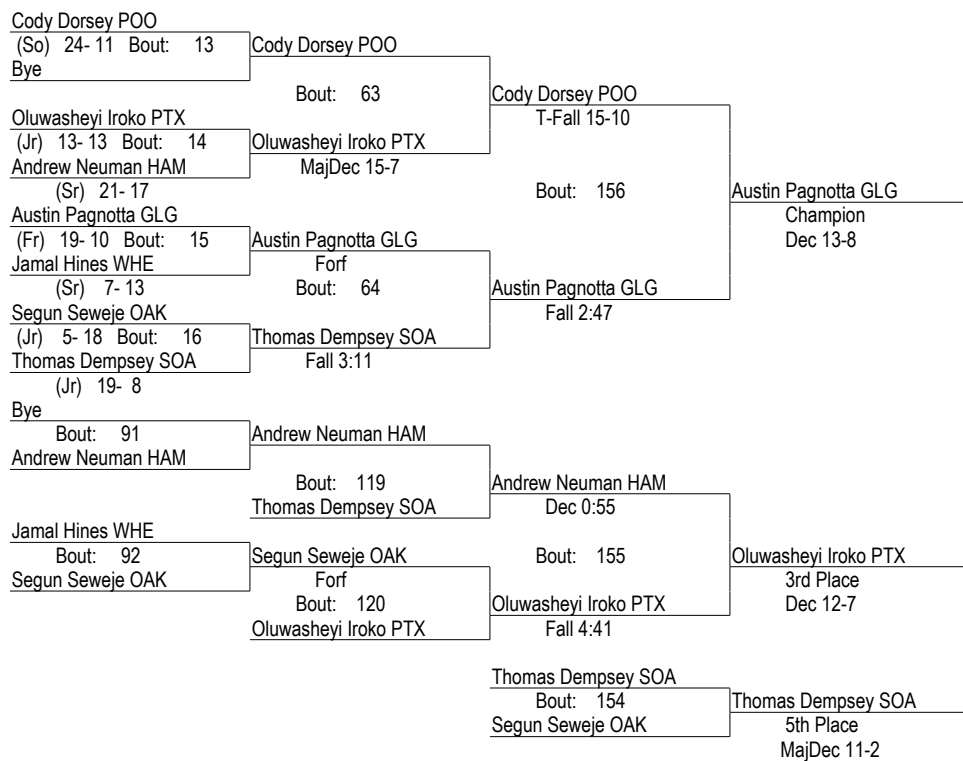 Cody Dorsey POO
(So) 24- 11 Bout: 13
Cody Dorsey POO
Bye
Bout: 63
Cody Dorsey POO
T-Fall 15-10
Oluwasheyi Iroko PTX
(Jr) 13- 13 Bout: 14
Oluwasheyi Iroko PTX
Andrew Neuman HAM
MajDec 15-7
(Sr) 21- 17
Bout: 156
Austin Pagnotta GLG
Champion
Dec 13-8
Austin Pagnotta GLG
(Fr) 19- 10 Bout: 15
Austin Pagnotta GLG
Jamal Hines WHE
Forf
(Sr) 7- 13
Bout: 64
Austin Pagnotta GLG
Fall 2:47
Segun Seweje OAK
(Jr) 5- 18 Bout: 16
Thomas Dempsey SOA
Thomas Dempsey SOA
Fall 3:11
(Jr) 19- 8
Bye
Bout: 91
Andrew Neuman HAM
Andrew Neuman HAM
Bout: 119
Andrew Neuman HAM
Thomas Dempsey SOA
Dec 0:55
Jamal Hines WHE
Bout: 92
Segun Seweje OAK
Bout: 155
Oluwasheyi Iroko PTX
Segun Seweje OAK
Forf
3rd Place
Bout: 120
Oluwasheyi Iroko PTX
Dec 12-7
Oluwasheyi Iroko PTX
Fall 4:41
Thomas Dempsey SOA
Bout: 154
Thomas Dempsey SOA
Segun Seweje OAK
5th Place
MajDec 11-2